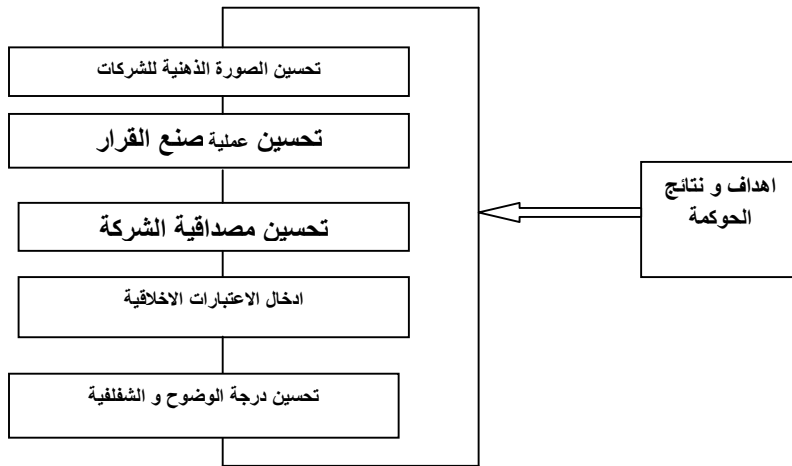 تحسين الصورة الذهنية للشركات
تحسين عملية صنع القرار
اهداف و نتائج
الحوكمة
تحسين مصداقية الشركة
ادخال الاعتبارات الاخلاقية
تحسين درجة الوضوح و الشفلفية